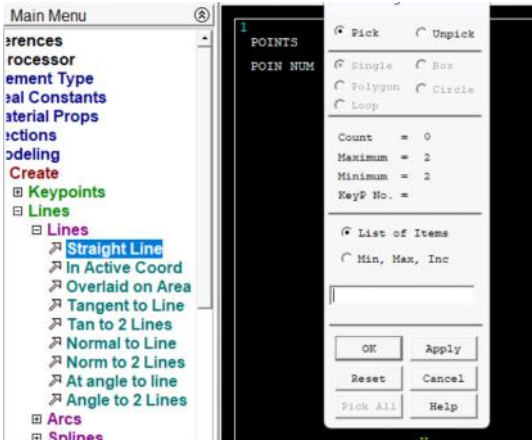 Main Menu
erences
rocessor
ement Type
eal Constants
aterial Props
ections
odeling
Create
Keypoints
Lines
Lines
Straight Line
In Active Coord
Overlaid on Area
Tangent to Line
Tan to 2 Lines
Normal to Line
Norm to 2 Lines
At angle to line
Angle to 2 Lines
Arcs
Splines
1
POINTS
POIN NUM
Pick Unpick
Single Box
Polygon Circle
Loop
Count = 0
Maximum = 2
Minimum = 2
KeyP No. =
List of Items
Min, Max, Inc
OK Apply
Reset Cancel
Pick All Help